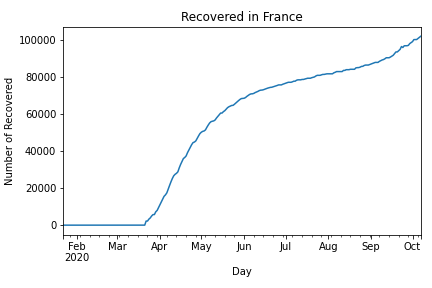 Recovered in France
Number of Recovered
100000
80000
60000
40000
20000
0
Feb Mar Apr May Jun Jul Aug Sep Oct
2020
Day